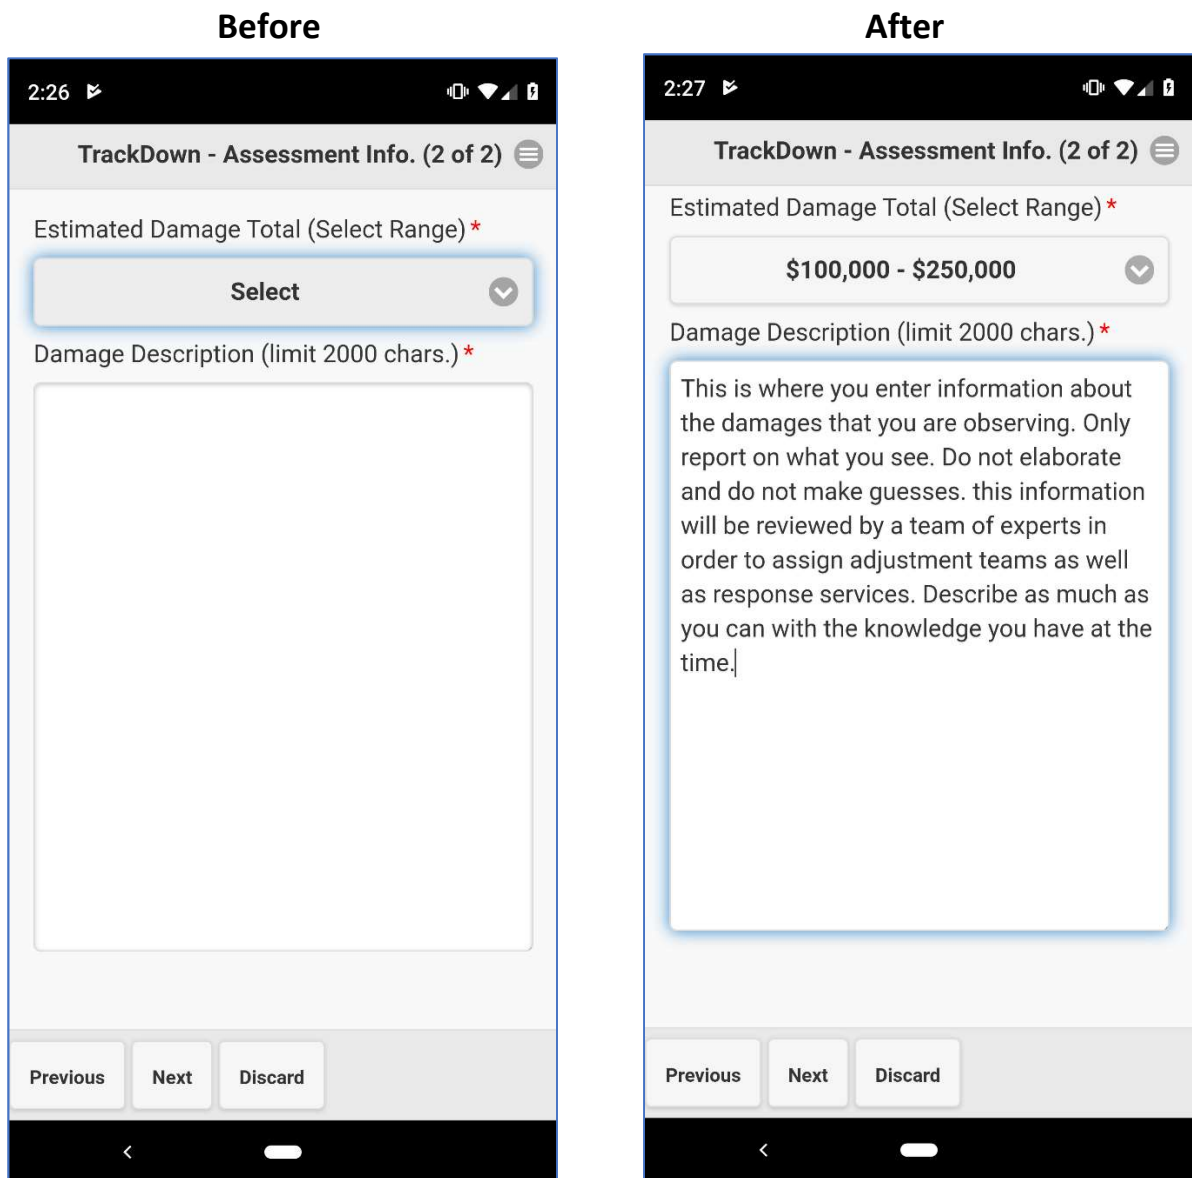 Before
2:26
TrackDown - Assessment Info. (2 of 2)
Estimated Damage Total (Select Range) *
Select
Damage Description (limit 2000 chars.) *
Previous Next Discard
After
2:27
TrackDown - Assessment Info. (2 of 2)
Estimated Damage Total (Select Range) *
$100,000 - $250,000
Damage Description (limit 2000 chars.) *
This is where you enter information about
the damages that you are observing. Only
report on what you see. Do not elaborate
and do not make guesses. this information
will be reviewed by a team of experts in
order to assign adjustment teams as well
as response services. Describe as much as
you can with the knowledge you have at the
time.
Previous Next Discard